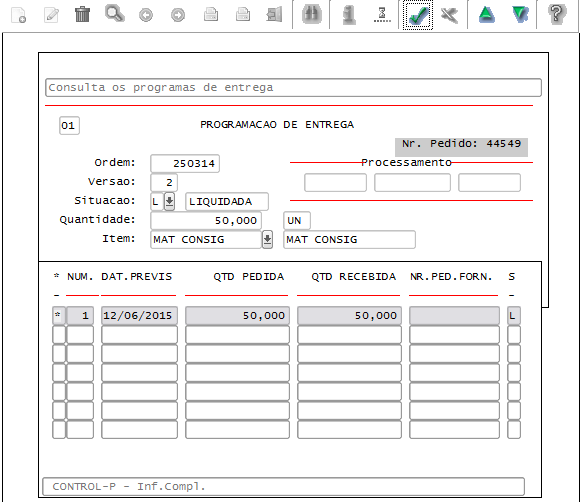 Consulta os programas de entrega
01 PROGRAMACAO DE ENTREGA
Nr. Pedido: 44549
Ordem: 250314 Processamento
Versao: 2
Situacao: L LIQUIDADA
Quantidade: 50,000 UN
Item: MAT CONSIG MAT CONSIG
* NUM. DAT.PREVIS QTD PEDIDA QTD RECEBIDA NR.PED.FORN. S
* 1 12/06/2015 50,000 50,000 L
CONTROL-P - Inf.Compl.